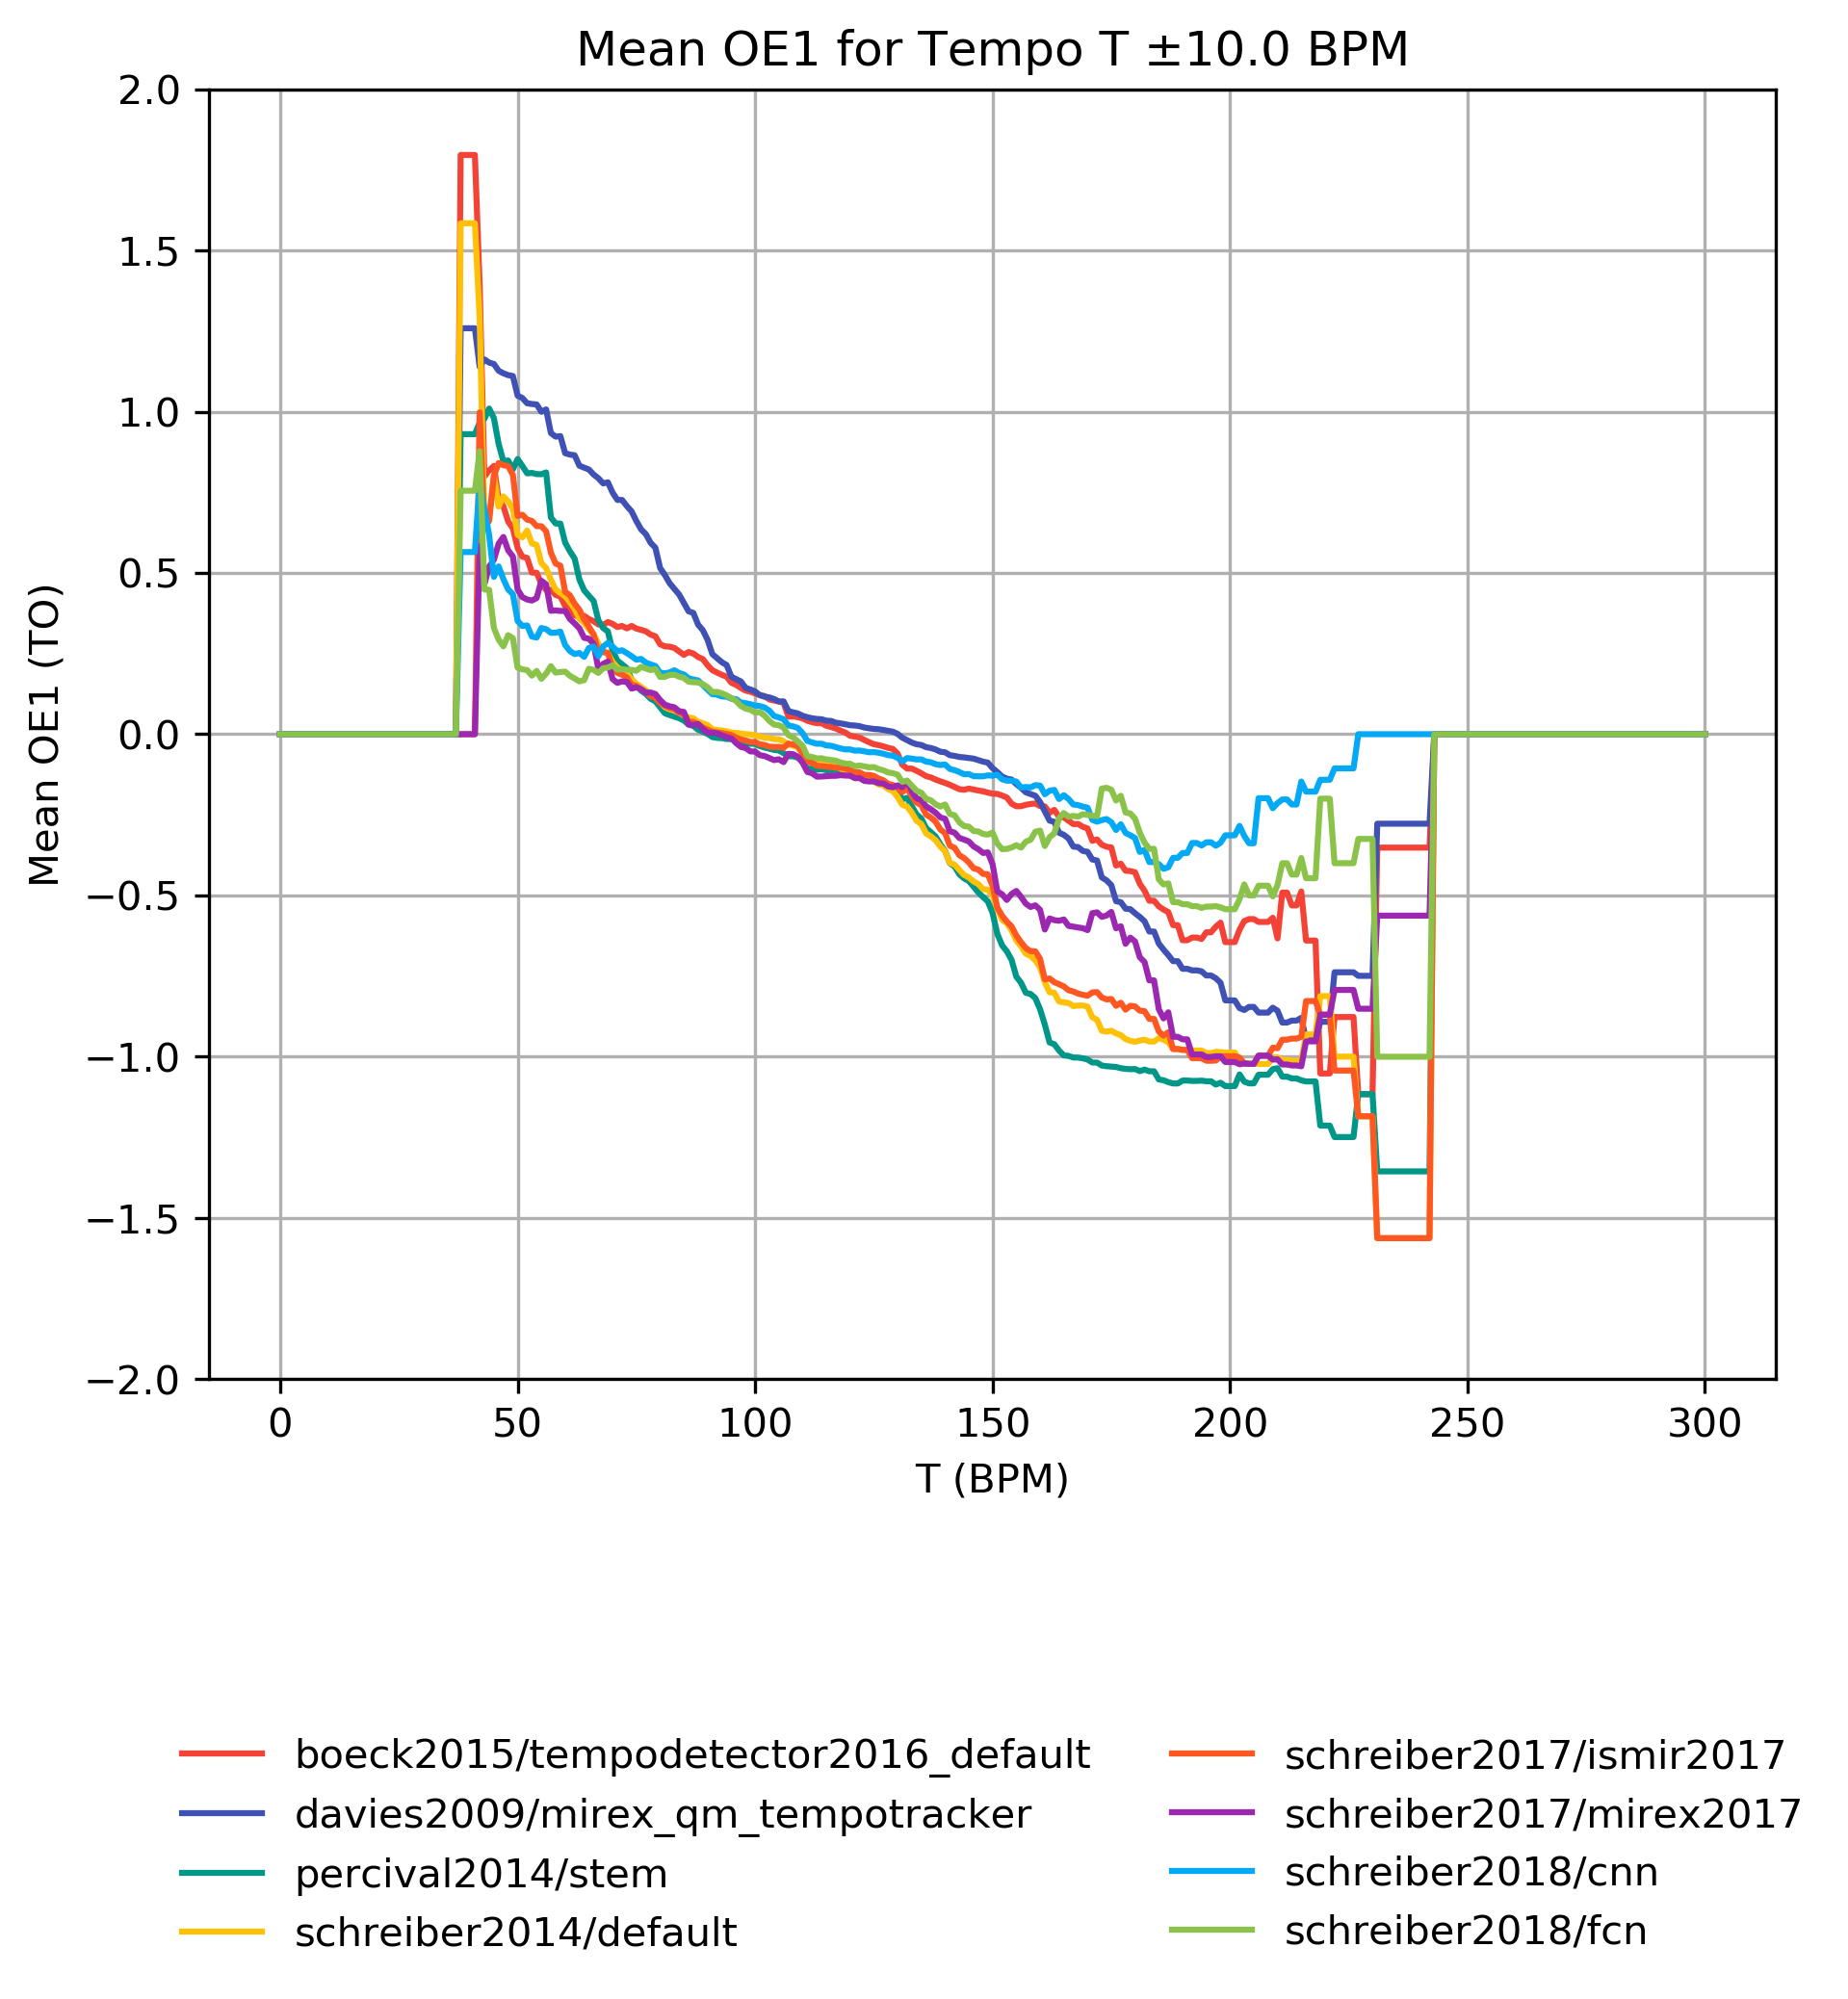 Mean OE1 for Tempo T ±10.0 BPM
2.0
1.5
1.0
0.5
0.0
−0.5
−1.0
−1.5
−2.0
Mean OE1 (TO)
0 50 100 150 200 250 300
T (BPM)
boeck2015/tempodetector2016_default
davies2009/mirex_qm_tempotracker
percival2014/stem
schreiber2014/default
schreiber2017/ismir2017
schreiber2017/mirex2017
schreiber2018/cnn
schreiber2018/fcn